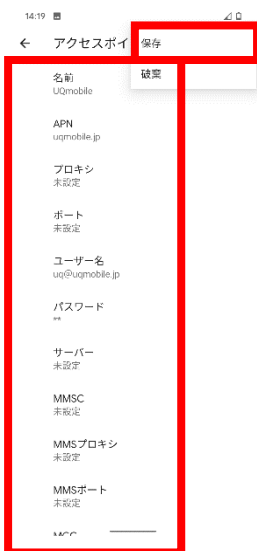 14:19
アクセスポイ
保存
破棄
名前
UQmobile
APN
uqmobile.jp
プロキシ
未設定
ポート
未設定
ユーザー名
uq@uqmobile.jp
パスワード
**
サーバー
未設定
MMSC
未設定
MMSプロキシ
未設定
MMSポート
未設定
MCC